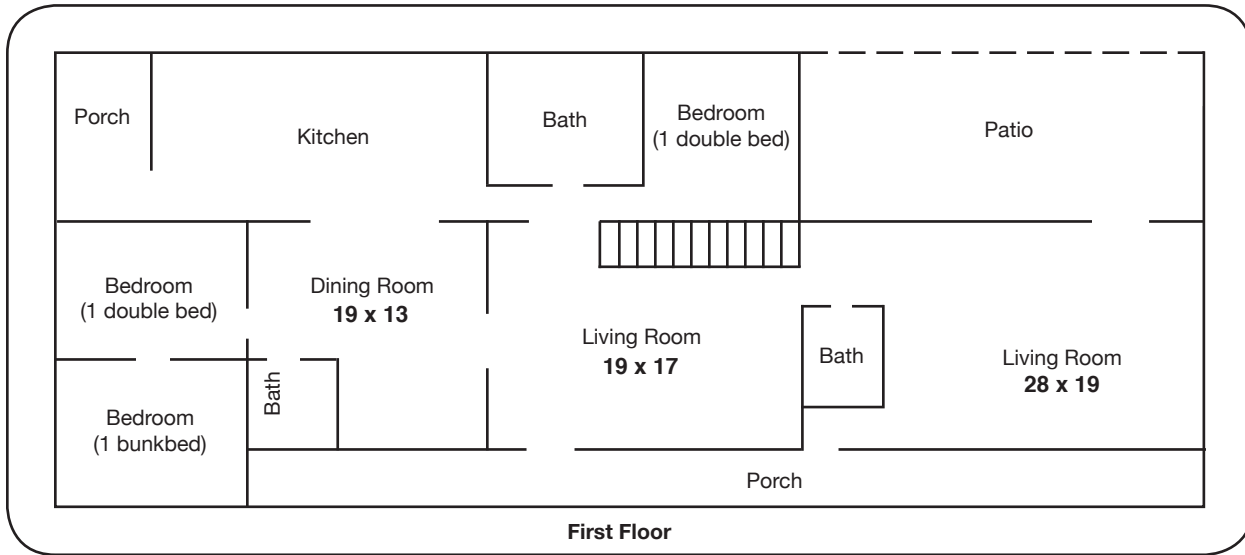 Porch
Kitchen
Bath
Bedroom
(1 double bed)
Patio
Bedroom
(1 double bed)
Dining Room
19 x 13
Living Room
19 x 17
Bath
Living Room
28 x 19
Bedroom
(1 bunkbed)
Bath
Porch
First Floor